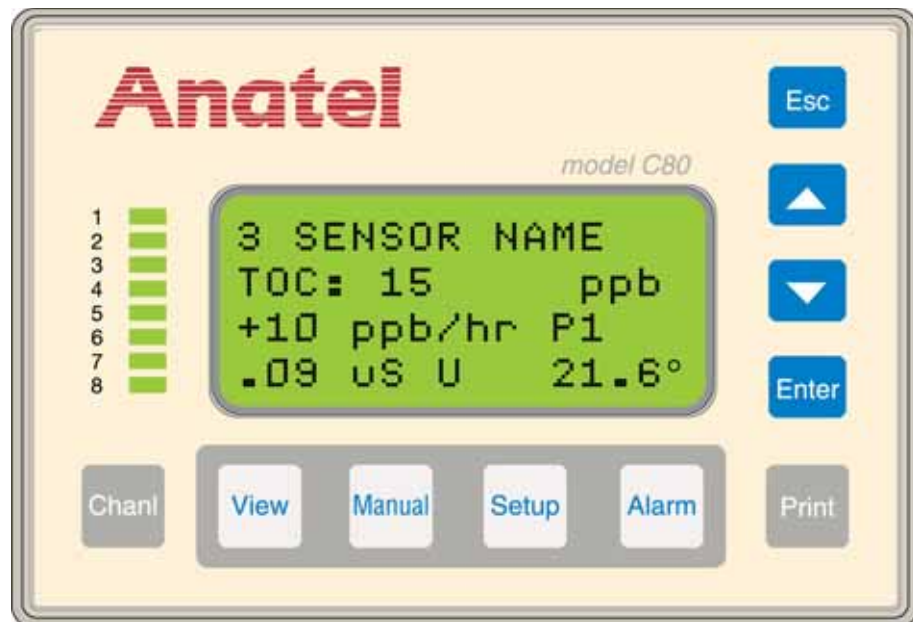 Anatel
Esc
model C80
1
2
3
4
5
6
7
8
3 SENSOR NAME
TOC: 15 ppb
+10 ppb/hr P1
.09 uS U 21.6°
Enter
Chanl
View
Manual
Setup
Alarm
Print